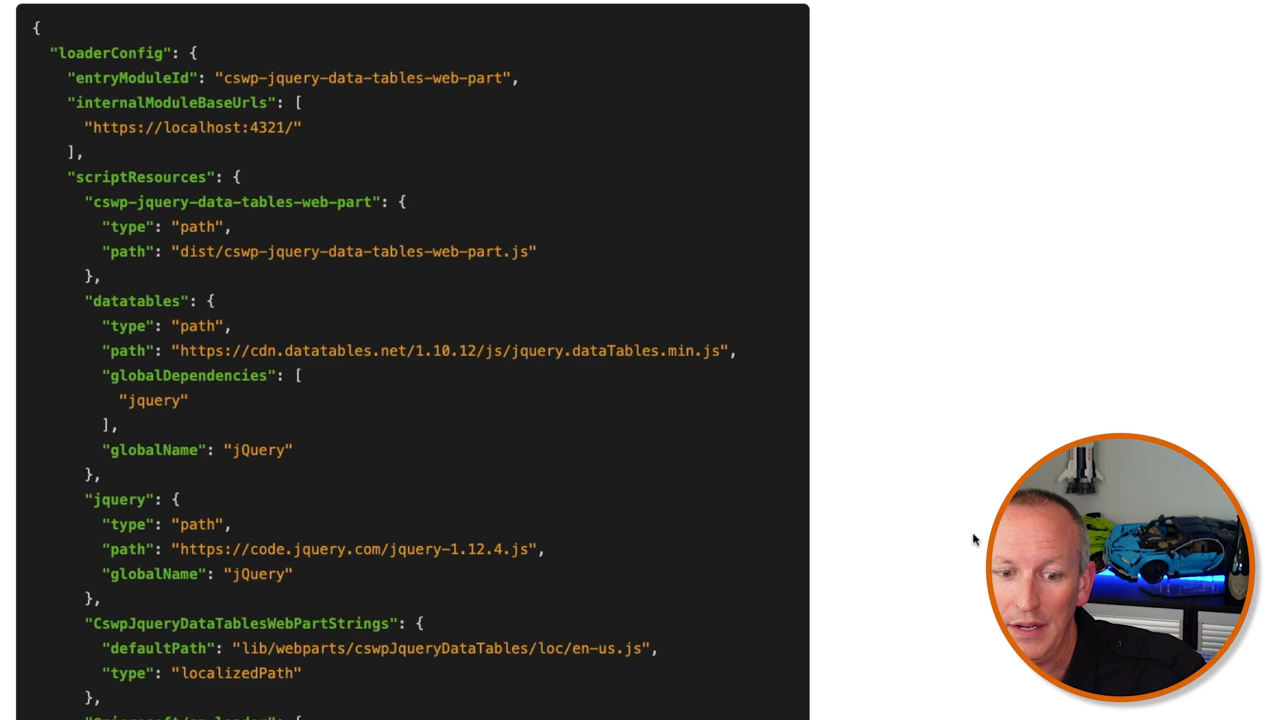 {
"loaderConfig": {
"entryModuleId": "cswp-jquery-data-tables-web-part",
"internalModuleBaseUrls": [
"https://localhost:4321/"
],
"scriptResources": {
"cswp-jquery-data-tables-web-part": {
"type": "path",
"path": "dist/cswp-jquery-data-tables-web-part.js"
},
"datatables": {
"type": "path",
"path": "https://cdn.datatables.net/1.10.12/js/jquery.dataTables.min.js",
"globalDependencies": [
"jquery"
],
"globalName": "jQuery"
},
"jquery": {
"type": "path",
"path": "https://code.jquery.com/jquery-1.12.4.js",
"globalName": "jQuery"
},
"CswpJqueryDataTablesWebPartStrings": {
"defaultPath": "lib/webparts/cswpJqueryDataTables/loc/en-us.js",
"type": "localizedPath"
},